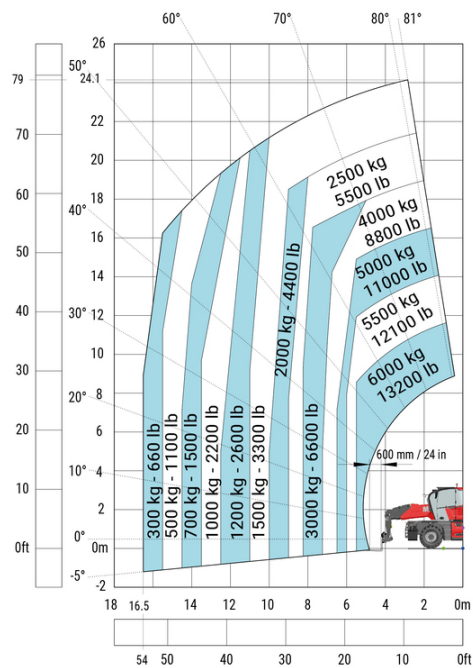 60° 70° 80° 81°
26
50°
79 24.1
22
70
20
2500 kg
5500 lb
60
18
4000 kg
8800 lb
40°
16
50
5000 kg
11000 lb
14
40
30° 12
5500 kg
12100 lb
2000 kg - 4400 lb
10
30
6000 kg
13200 lb
8
20°
20
6
300 kg - 660 lb
500 kg - 1100 lb
700 kg - 1500 lb
1000 kg - 2200 lb
1200 kg - 2600 lb
1500 kg - 3300 lb
3000 kg - 6600 lb
600 mm / 24 in
10° 4
10
2
0°
0ft 0m
-5°
-2
18 16.5 14 12 10 8 6 4 2 0m
54 50 40 30 20 10 0ft